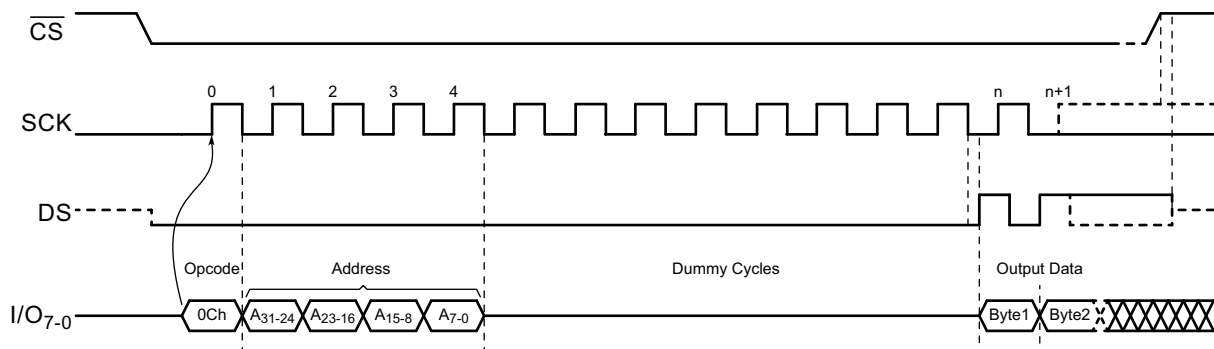 CS
0 1 2 3 4 n n+1
SCK
DS
Opcode Address Dummy Cycles Output Data
I/O7-0 0Ch A31-24 A23-16 A15-8 A7-0 Byte1 Byte2